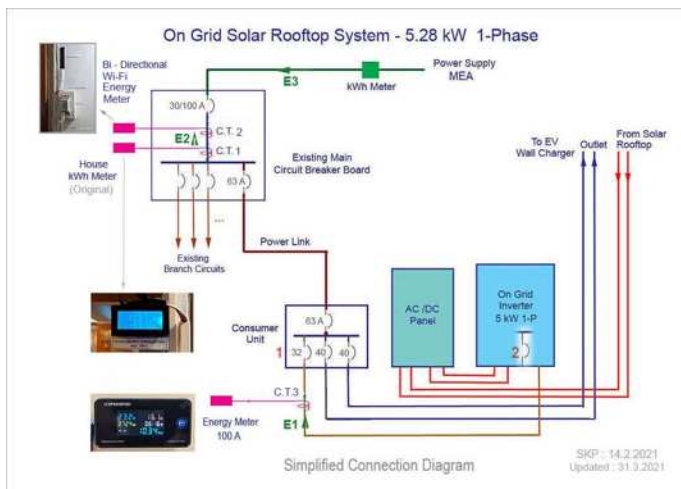 On Grid Solar Rooftop System - 5.28 kW 1-Phase
Bi - Directional
Wi-Fi
Energy
Meter
Power Supply
MEA
E3
kWh Meter
30/100 A
C.T. 2
E2
C.T. 1
House
kWh Meter
(Original)
Existing Main
Circuit Breaker Board
63 A
To EV
Wall Charger
Outlet
From Solar
Rooftop
...
Existing
Branch Circuits
Power Link
AC /DC
Panel
On Grid
Inverter
5 kW 1-P
2
Consumer
Unit
63 A
1
32
40
40
C.T.3
Energy Meter
100 A
E1
Simplified Connection Diagram
SKP : 14.2.2021
Updated : 31.3.2021